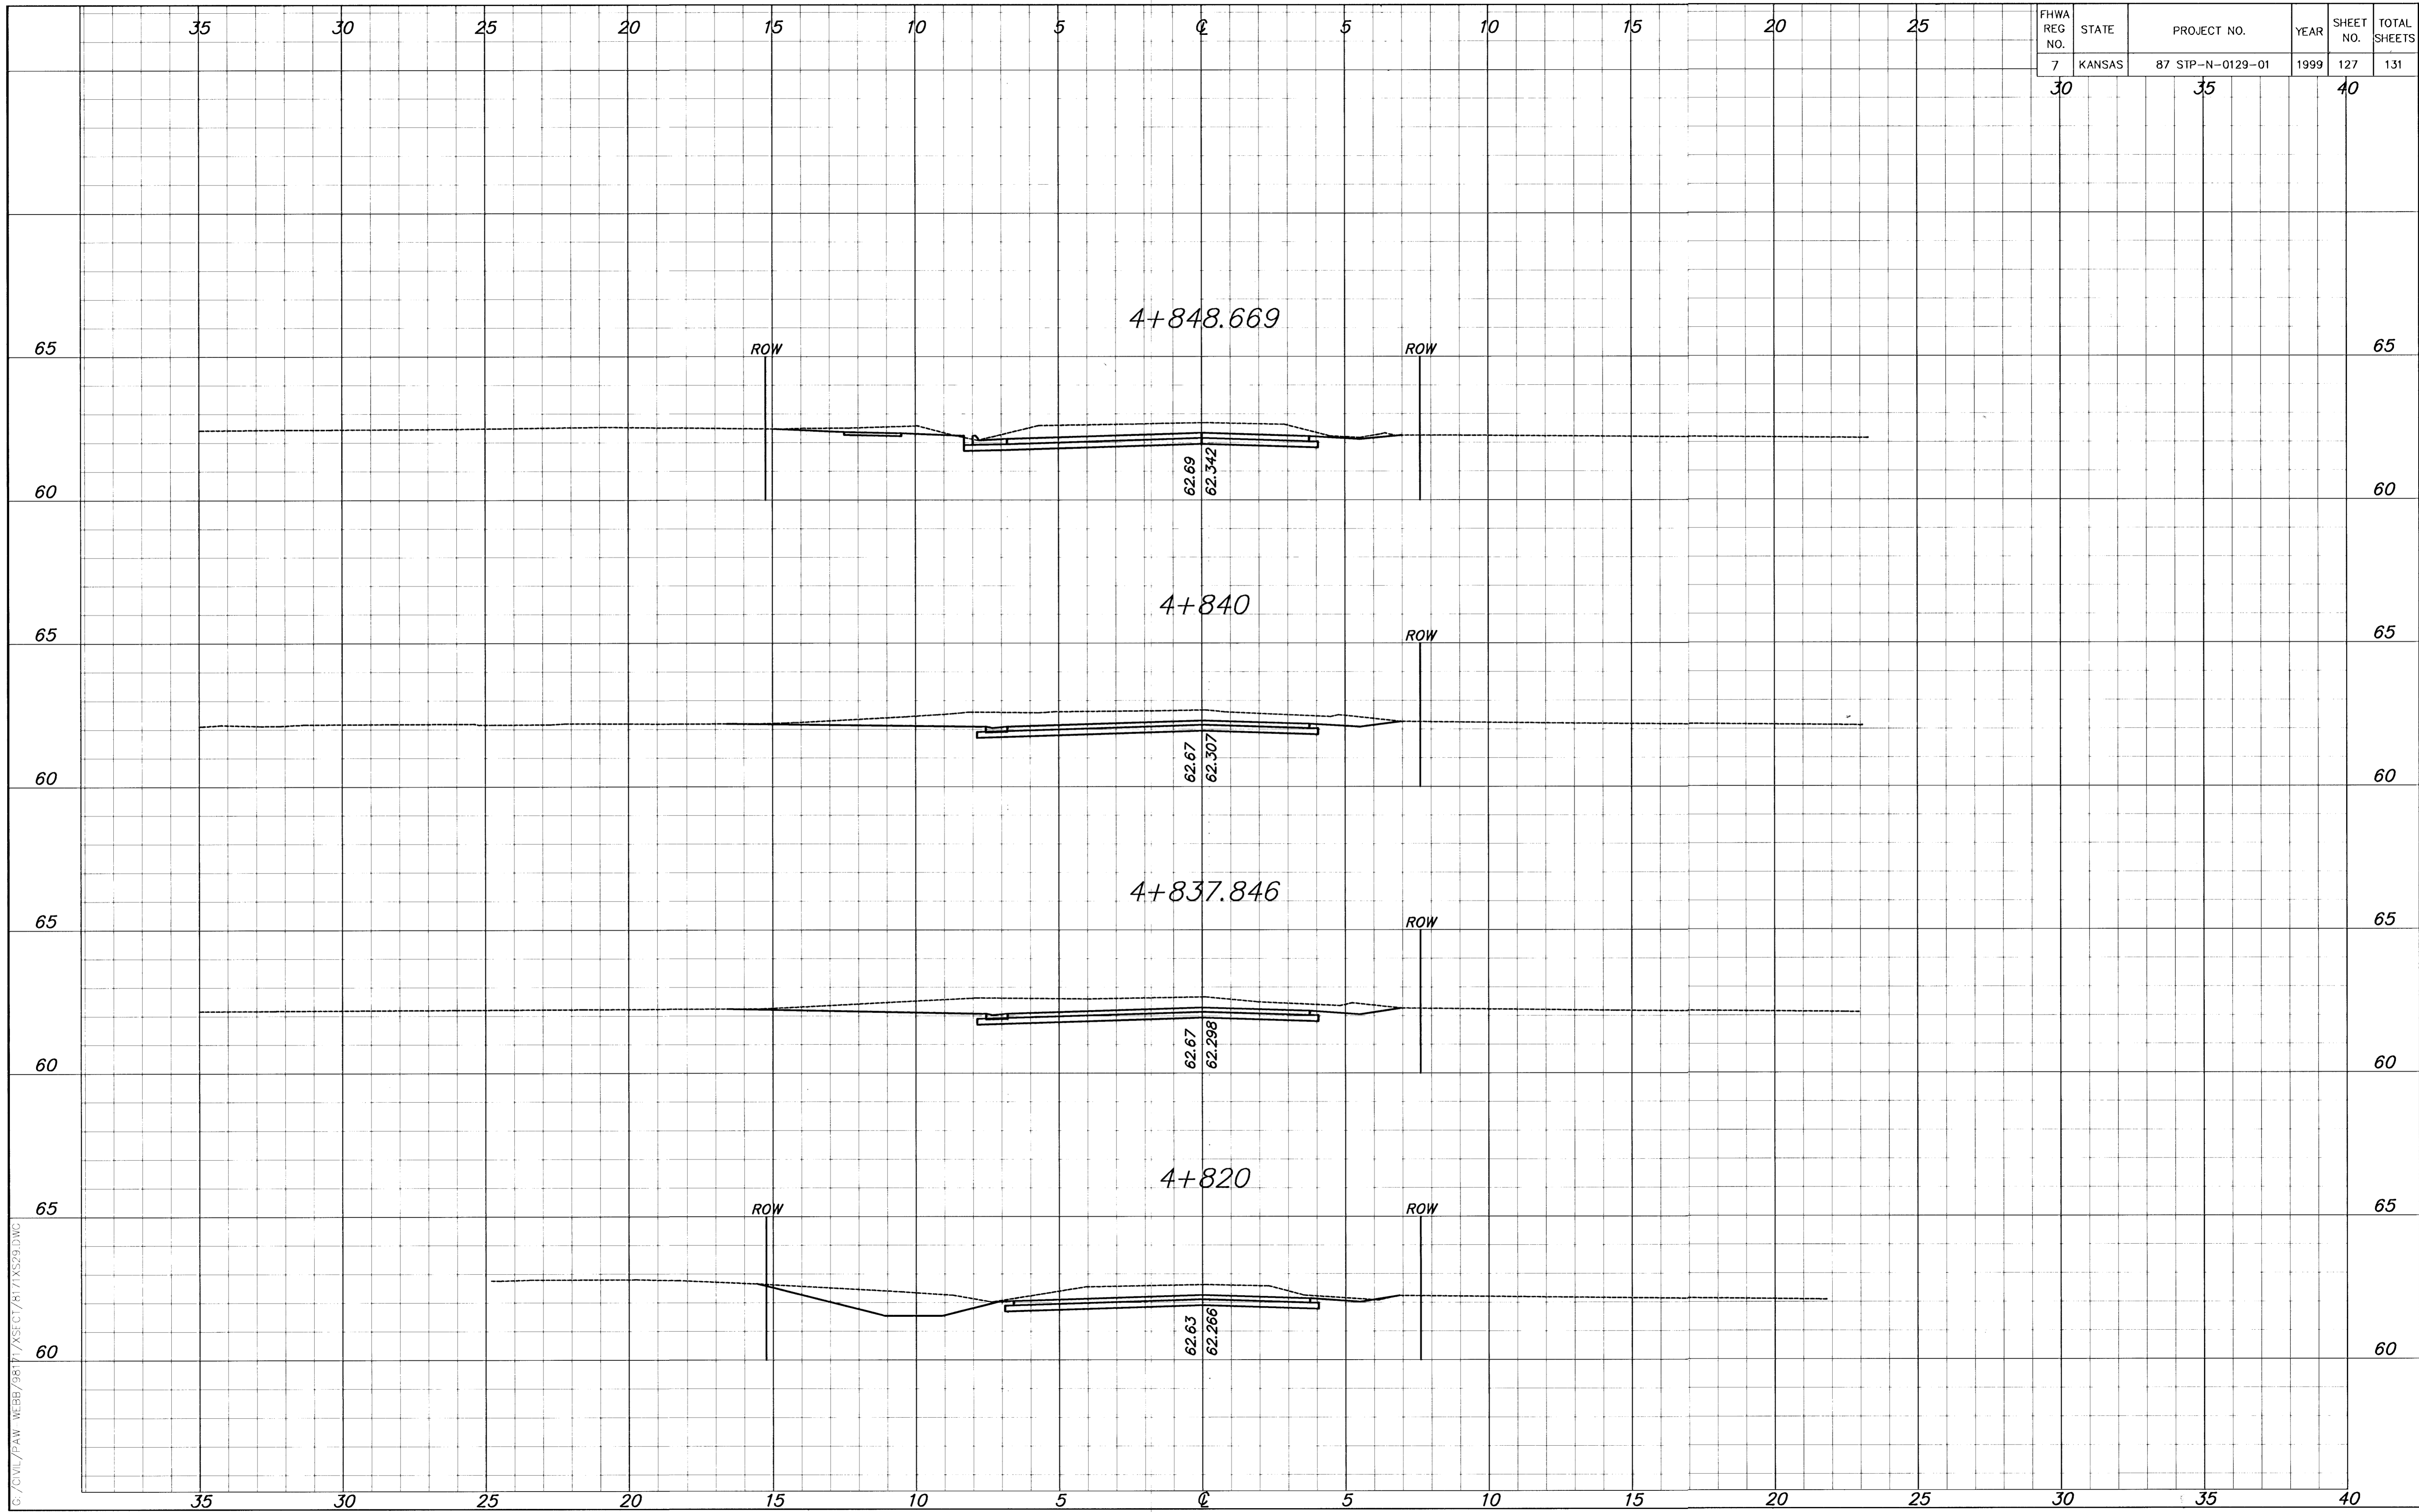 35 30 25 20 15 10 5 ℄ 5 10 15 20 25
FHWA REG NO. STATE PROJECT NO. YEAR SHEET NO. TOTAL SHEETS
7 KANSAS 87 STP-N-0129-01 1999 127 131
30 35 40
4+848.669
65 ROW ROW 65
62.69 62.342
60 60
4+840
65 ROW 65
62.67 62.307
60 60
4+837.846
65 ROW 65
62.67 62.298
60 60
4+820
65 ROW ROW 65
62.63 62.266
60 60
35 30 25 20 15 10 5 ℄ 5 10 15 20 25 30 35 40